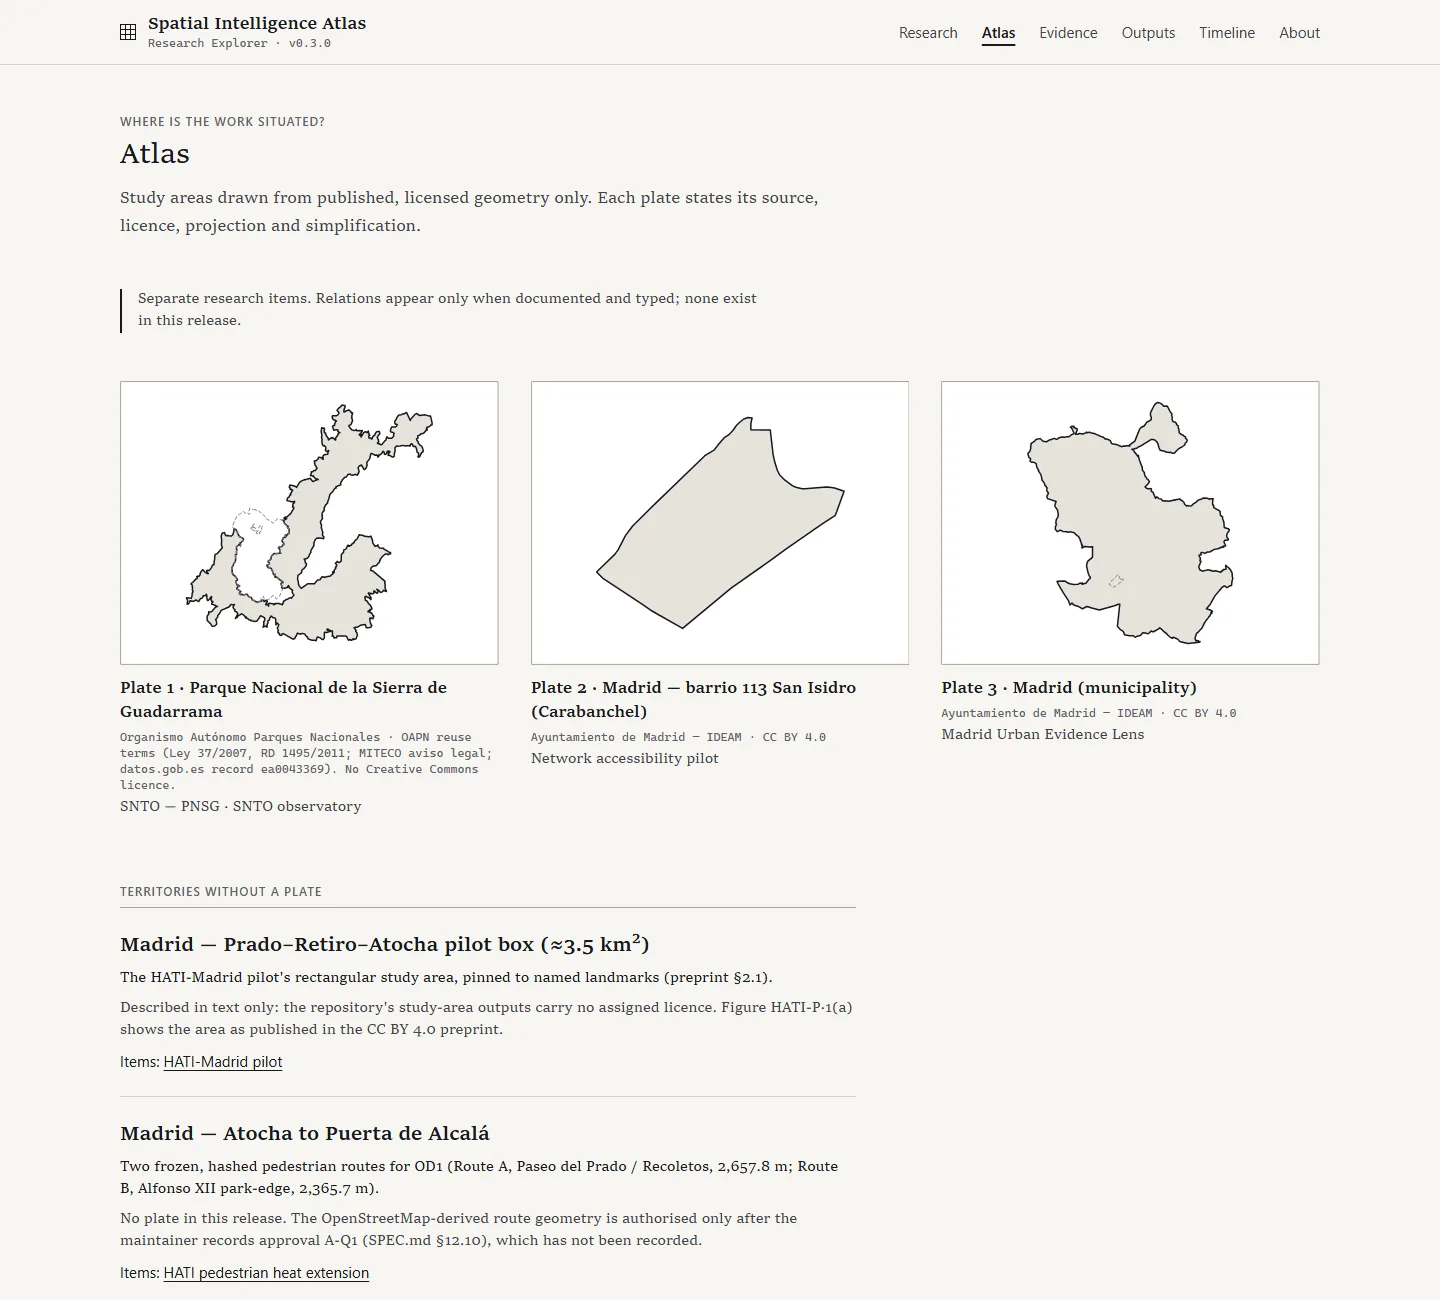 Spatial Intelligence Atlas
Research Explorer · v0.3.0
Research Atlas Evidence Outputs Timeline About
WHERE IS THE WORK SITUATED?
Atlas
Study areas drawn from published, licensed geometry only. Each plate states its source,
licence, projection and simplification.
Separate research items. Relations appear only when documented and typed; none exist
in this release.
Plate 1 · Parque Nacional de la Sierra de
Guadarrama
Organismo Autónomo Parques Nacionales · OAPN reuse
terms (Ley 37/2007, RD 1495/2011; MITECO aviso legal;
datos.gob.es record ea0043369). No Creative Commons
licence.
SNTO — PNSG · SNTO observatory
Plate 2 · Madrid — barrio 113 San Isidro
(Carabanchel)
Ayuntamiento de Madrid — IDEAM · CC BY 4.0
Network accessibility pilot
Plate 3 · Madrid (municipality)
Ayuntamiento de Madrid — IDEAM · CC BY 4.0
Madrid Urban Evidence Lens
TERRITORIES WITHOUT A PLATE
Madrid — Prado–Retiro–Atocha pilot box (≈3.5 km²)
The HATI-Madrid pilot's rectangular study area, pinned to named landmarks (preprint §2.1).
Described in text only: the repository's study-area outputs carry no assigned licence. Figure HATI-P·1(a)
shows the area as published in the CC BY 4.0 preprint.
Items: HATI-Madrid pilot
Madrid — Atocha to Puerta de Alcalá
Two frozen, hashed pedestrian routes for OD1 (Route A, Paseo del Prado / Recoletos, 2,657.8 m; Route
B, Alfonso XII park-edge, 2,365.7 m).
No plate in this release. The OpenStreetMap-derived route geometry is authorised only after the
maintainer records approval A-Q1 (SPEC.md §12.10), which has not been recorded.
Items: HATI pedestrian heat extension